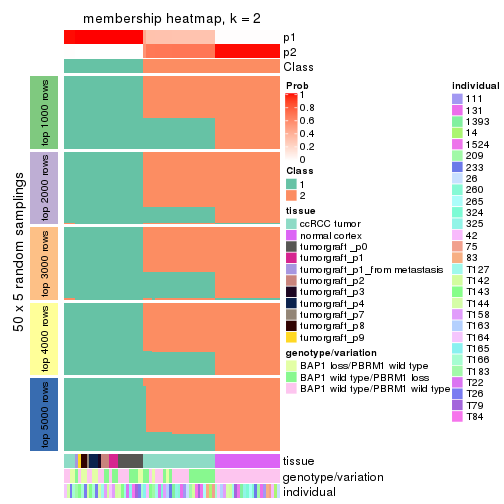 membership heatmap, k = 2
p1
p2
Class
50 x 5 random samplings
top 1000 rows
top 2000 rows
top 3000 rows
top 4000 rows
top 5000 rows
tissue
genotype/variation
individual
Prob
1
0.8
0.6
0.4
0.2
0
Class
1
2
tissue
ccRCC tumor
normal cortex
tumorgraft _p0
tumorgraft_p1
tumorgraft_p1_from metastasis
tumorgraft_p2
tumorgraft_p3
tumorgraft_p4
tumorgraft_p7
tumorgraft_p8
tumorgraft_p9
genotype/variation
BAP1 loss/PBRM1 wild type
BAP1 wild type/PBRM1 loss
BAP1 wild type/PBRM1 wild type
individual
111
131
1393
14
1524
209
233
26
260
265
324
325
42
75
83
T127
T142
T143
T144
T158
T163
T164
T165
T166
T183
T22
T26
T79
T84